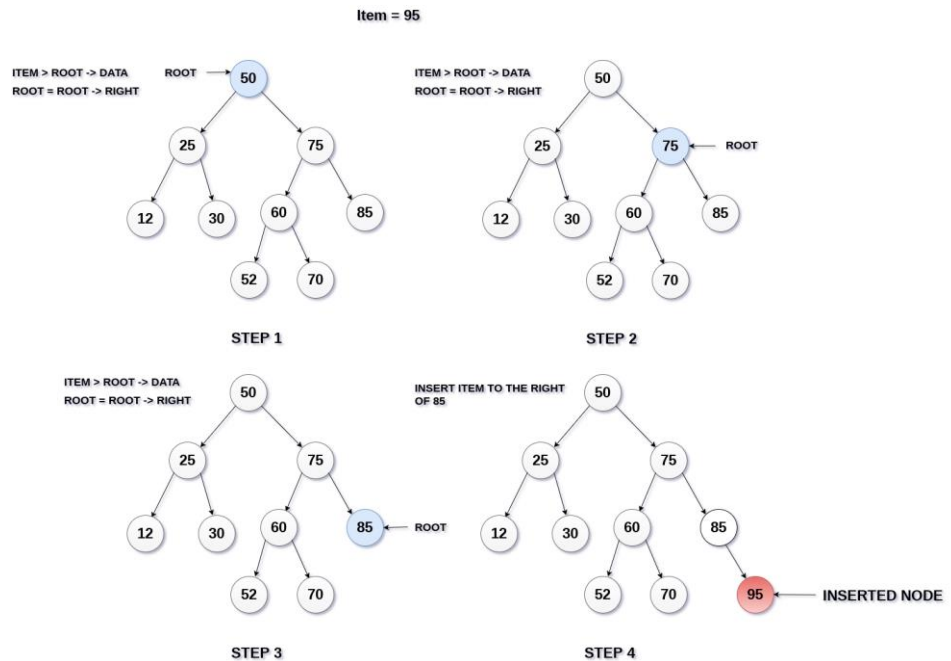 Item = 95
ITEM > ROOT -> DATA
ROOT = ROOT -> RIGHT
ROOT
50
25
75
12
30
60
85
52
70
STEP 1
ITEM > ROOT -> DATA
ROOT = ROOT -> RIGHT
50
25
75
ROOT
12
30
60
85
52
70
STEP 2
ITEM > ROOT -> DATA
ROOT = ROOT -> RIGHT
50
25
75
12
30
60
85
ROOT
52
70
STEP 3
INSERT ITEM TO THE RIGHT
OF 85
50
25
75
12
30
60
85
52
70
95
INSERTED NODE
STEP 4